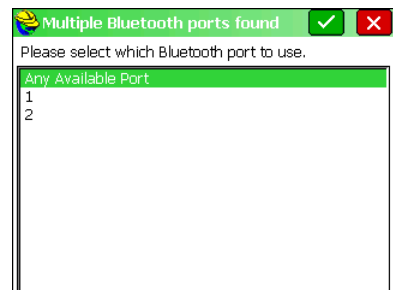 Multiple Bluetooth ports found
Please select which Bluetooth port to use.
Any Available Port
1
2